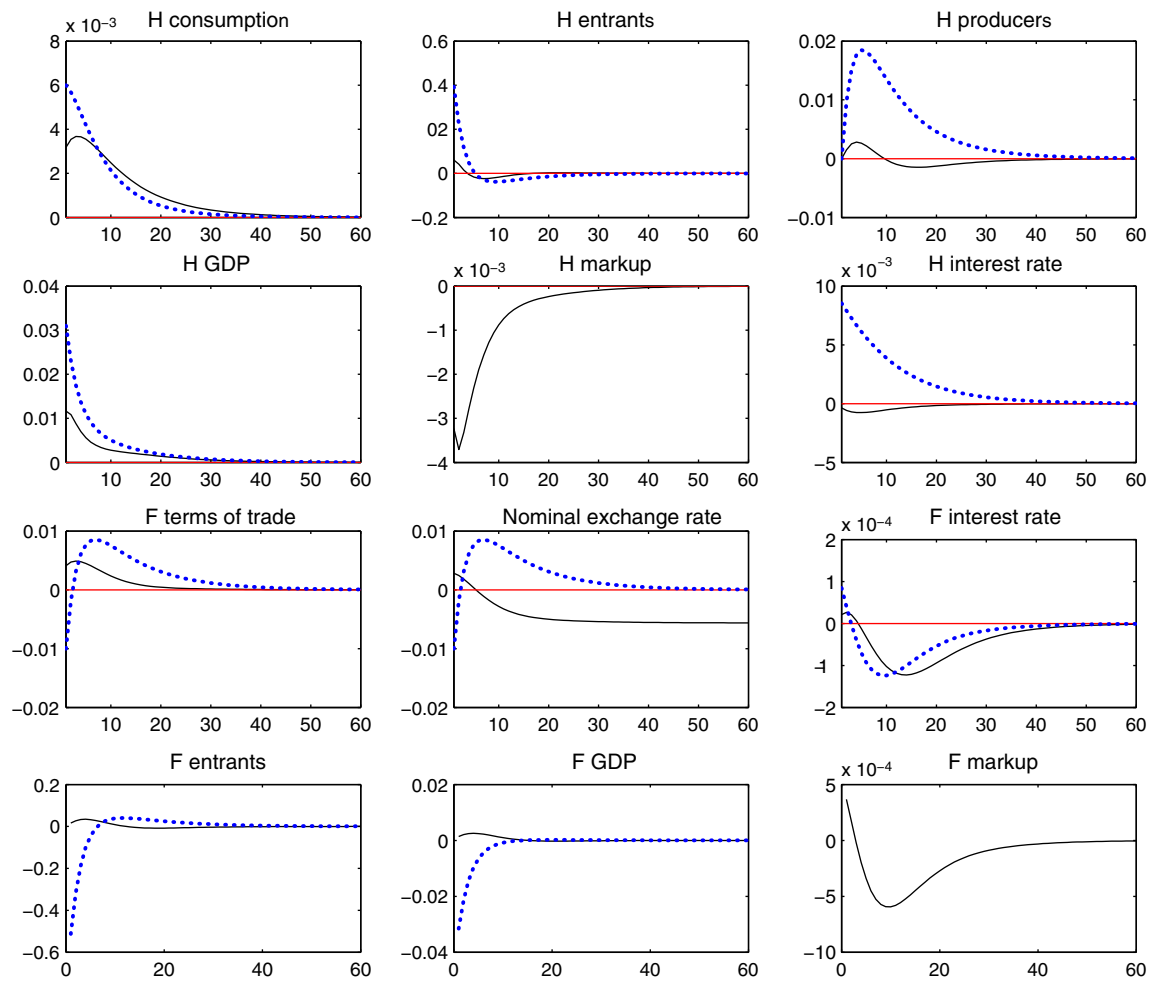 x 10⁻³ H consumption
8
6
4
2
0
10 20 30 40 50 60
H entrants
0.6
0.4
02
0
−0.2
10 20 30 40 50 60
H producers
0.02
0.01
0
−0.01
10 20 30 40 50 60
H GDP
0.04
0.03
0.02
0.01
0
10 20 30 40 50 60
x 10⁻³ H markup
0
−1
−2
−3
−4
10 20 30 40 50 60
x 10⁻³ H interest rate
10
5
0
−5
10 20 30 40 50 60
F terms of trade
0.01
0
−0.01
−0.02
10 20 30 40 50 60
Nominal exchange rate
0.01
0
−0.01
−0.02
10 20 30 40 50 60
x 10⁻⁴ F interest rate
2
1
0
−1
−2
10 20 30 40 50 60
F entrants
0.2
0
−0.2
−0.4
−0.6
0 20 40 60
F GDP
0.02
0
−0.02
−0.04
0 20 40 60
x 10⁻⁴ F markup
5
0
−5
−10
0 20 40 60